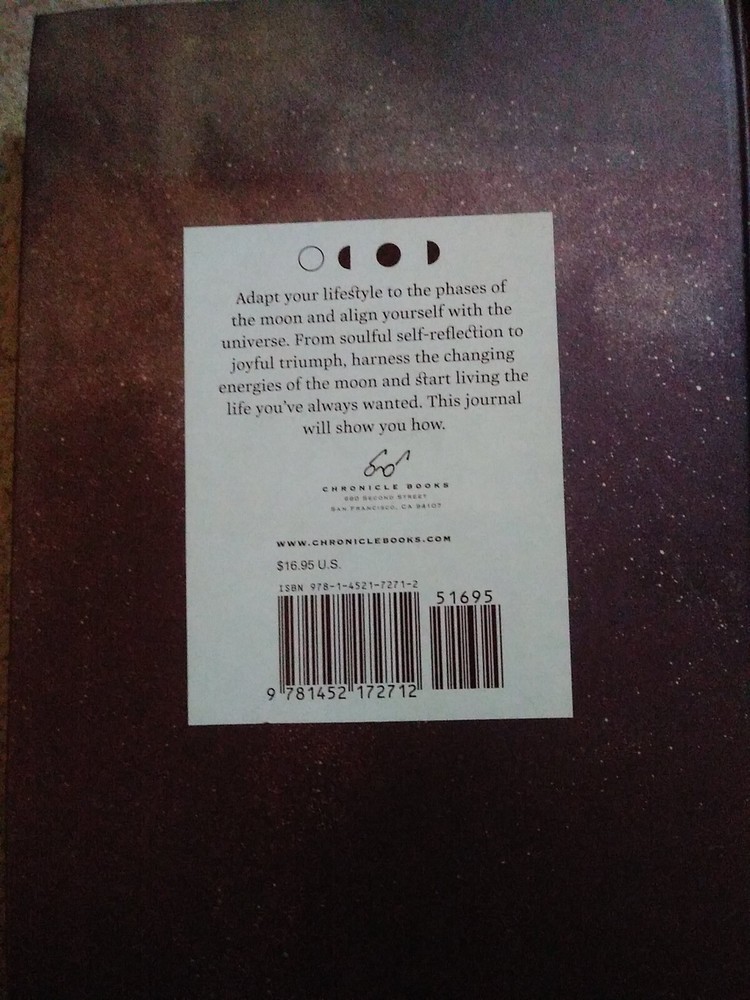 Adapt your lifestyle to the phases of
the moon and align yourself with the
universe. From soulful self-reflection to
joyful triumph, harness the changing
energies of the moon and start living the
life you've always wanted. This journal
will show you how.
CHRONICLE BOOKS
680 SECOND STREET
SAN FRANCISCO, CA 94107
WWW.CHRONICLEBOOKS.COM
$16.95 U.S.
ISBN 978-1-4521-7271-2
51695
9 781452 172712